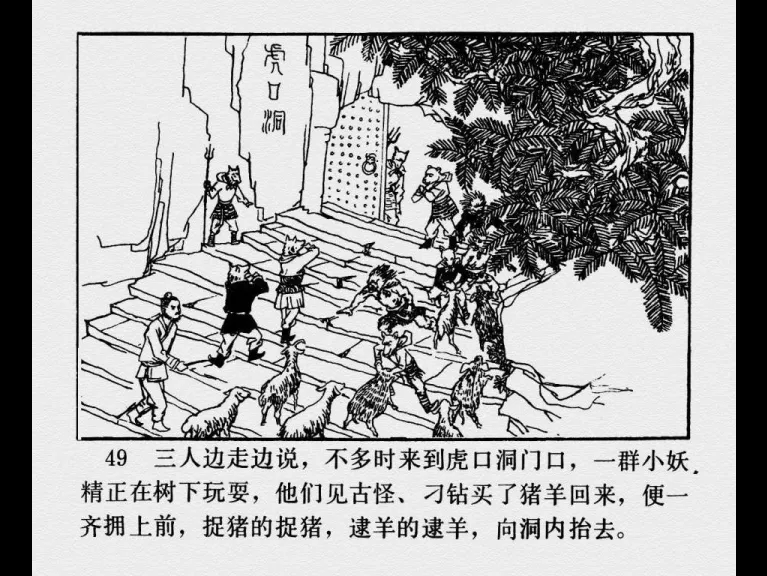 虎口洞
49 三人边走边说，不多时来到虎口洞门口，一群小妖
精正在树下玩耍，他们见古怪、刁钻买了猪羊回来，便一
齐拥上前，捉猪的捉猪，逮羊的逮羊，向洞内抬去。